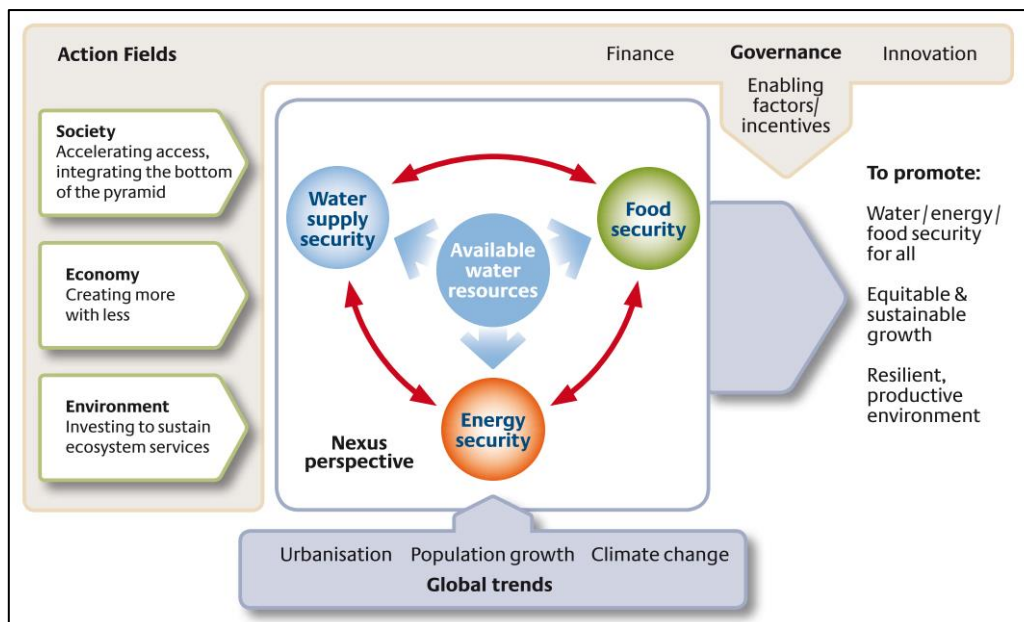 Action Fields
Finance
Governance
Innovation
Enabling
factors/
incentives
Society
Accelerating access,
integrating the bottom
of the pyramid
Economy
Creating more
with less
Environment
Investing to sustain
ecosystem services
Water
supply
security
Food
security
Available
water
resources
Energy
security
Nexus
perspective
To promote:
Water/energy/
food security
for all
Equitable &
sustainable
growth
Resilient,
productive
environment
Urbanisation Population growth Climate change
Global trends